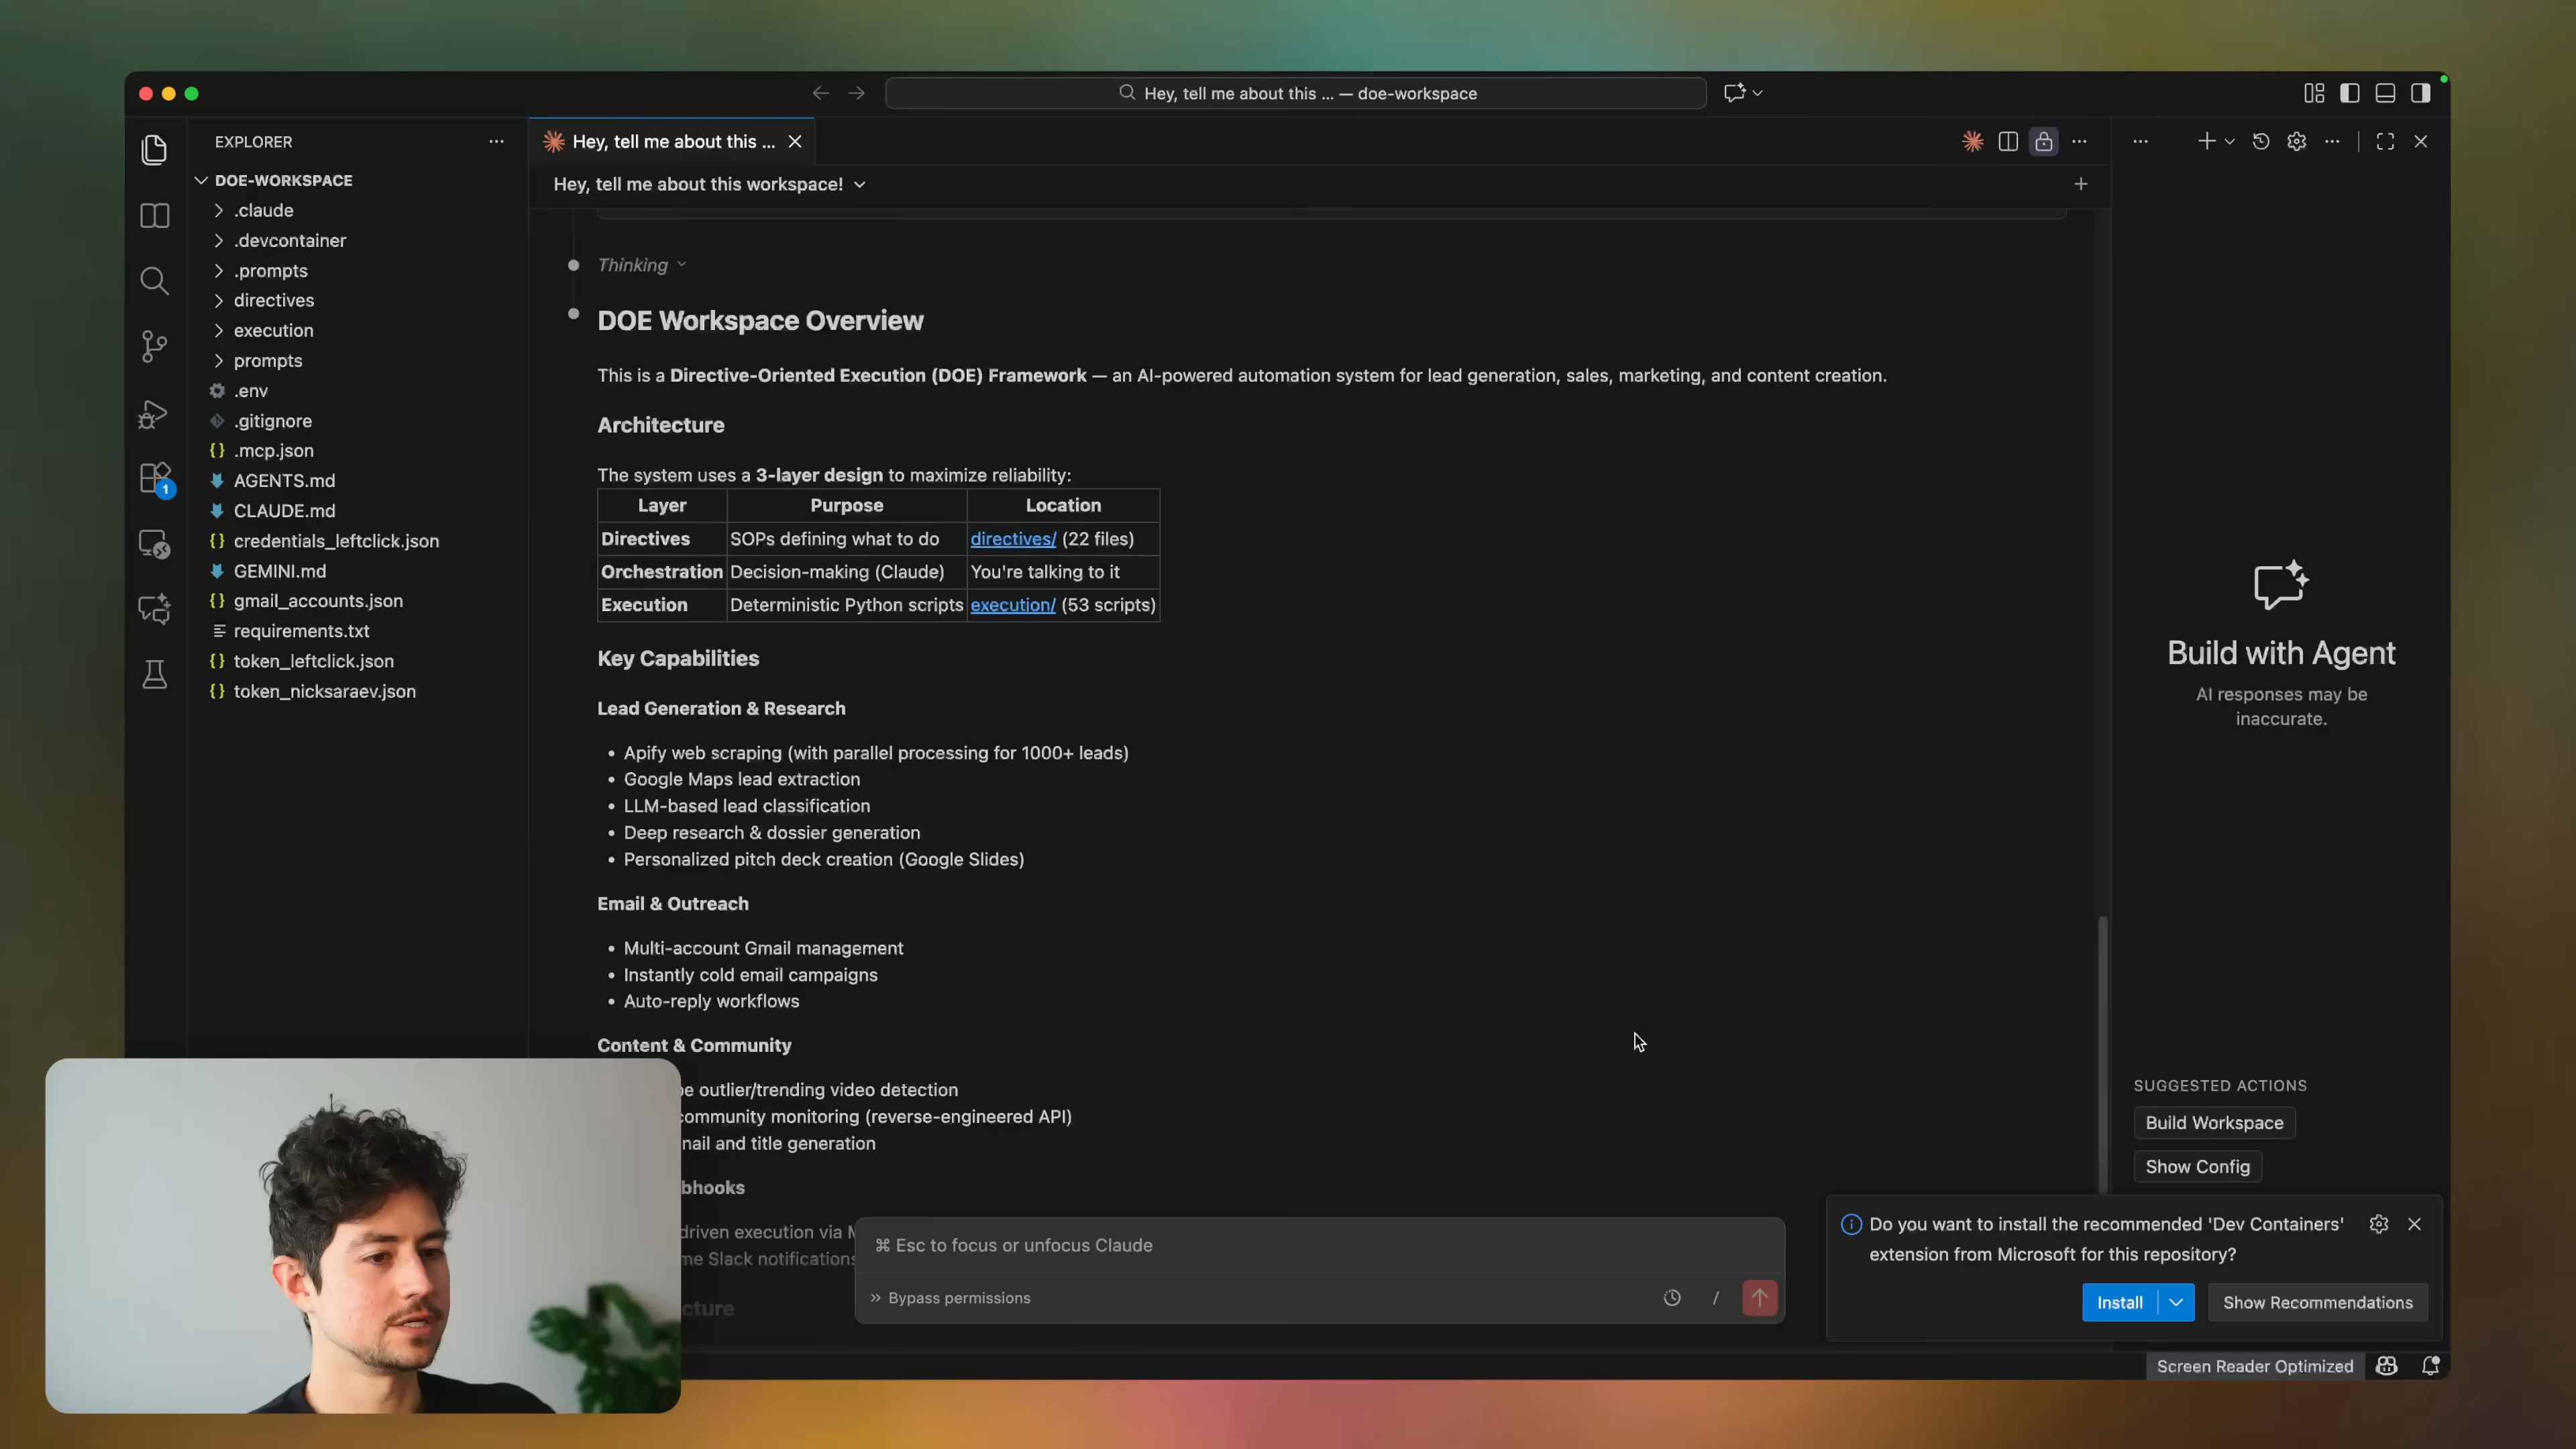 Hey, tell me about this ... — doe-workspace
EXPLORER
DOE-WORKSPACE
.claude
.devcontainer
.prompts
directives
execution
prompts
.env
.gitignore
.mcp.json
AGENTS.md
CLAUDE.md
credentials_leftclick.json
GEMINI.md
gmail_accounts.json
requirements.txt
token_leftclick.json
token_nicksaraev.json
1
Hey, tell me about this ...
Hey, tell me about this workspace!
Thinking
DOE Workspace Overview
This is a Directive-Oriented Execution (DOE) Framework — an AI-powered automation system for lead generation, sales, marketing, and content creation.
Architecture
The system uses a 3-layer design to maximize reliability:
Layer Purpose Location
Directives SOPs defining what to do directives/ (22 files)
Orchestration Decision-making (Claude) You're talking to it
Execution Deterministic Python scripts execution/ (53 scripts)
Key Capabilities
Lead Generation & Research
• Apify web scraping (with parallel processing for 1000+ leads)
• Google Maps lead extraction
• LLM-based lead classification
• Deep research & dossier generation
• Personalized pitch deck creation (Google Slides)
Email & Outreach
• Multi-account Gmail management
• Instantly cold email campaigns
• Auto-reply workflows
Content & Community
outlier/trending video detection
community monitoring (reverse-engineered API)
and title generation
driven execution via
Slack notifications
⌘ Esc to focus or unfocus Claude
Bypass permissions
/
Build with Agent
AI responses may be
inaccurate.
SUGGESTED ACTIONS
Build Workspace
Show Config
Do you want to install the recommended 'Dev Containers'
extension from Microsoft for this repository?
Install
Show Recommendations
Screen Reader Optimized